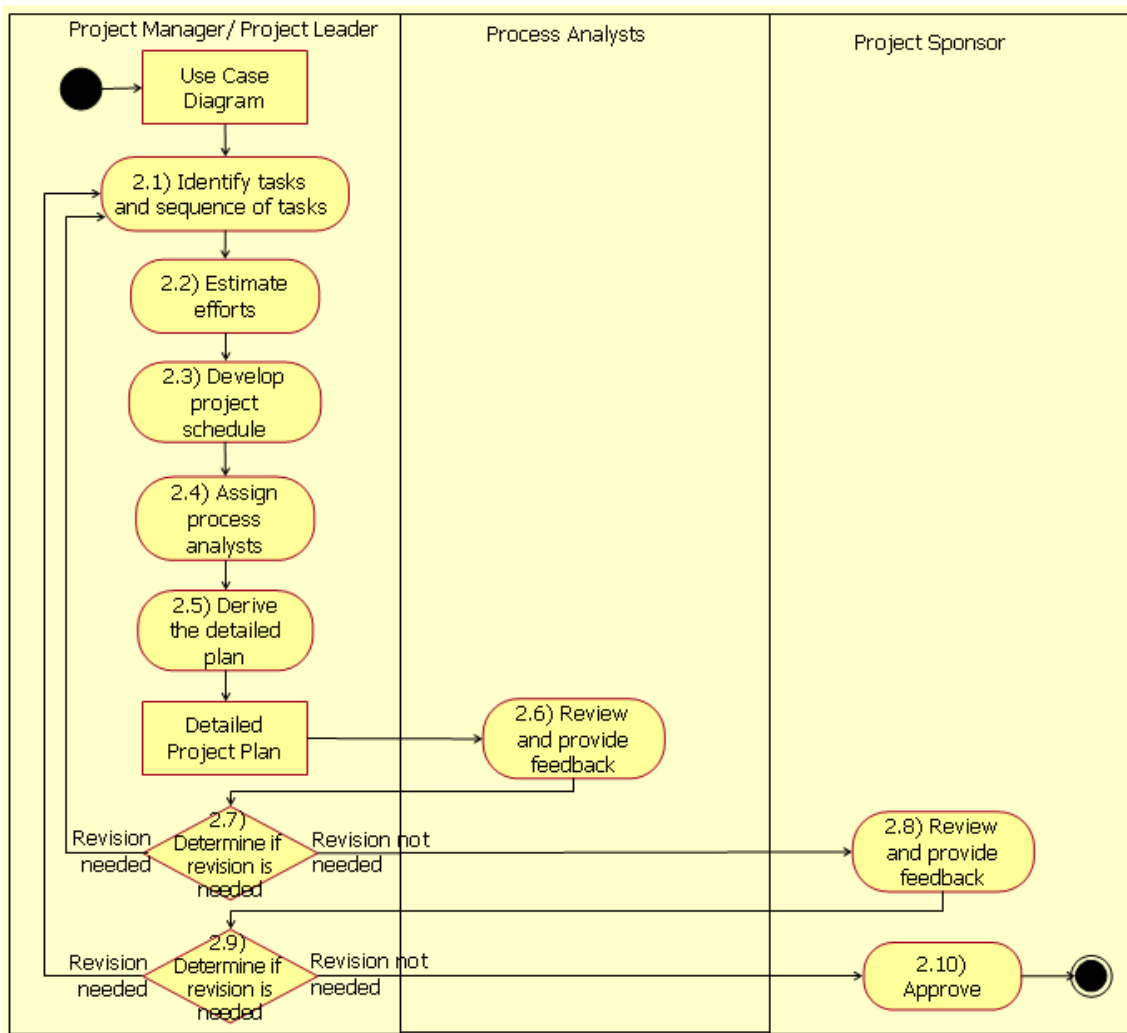 Project Manager/ Project Leader
Process Analysts
Project Sponsor
Use Case
Diagram
2.1) Identify tasks
and sequence of tasks
2.2) Estimate
efforts
2.3) Develop
project
schedule
2.4) Assign
process
analysts
2.5) Derive
the detailed
plan
Detailed
Project Plan
2.6) Review
and provide
feedback
Revision
needed
2.7)
Determine if
revision is
needed
Revision not
needed
2.8) Review
and provide
feedback
Revision
needed
2.9)
Determine if
revision is
needed
Revision not
needed
2.10)
Approve